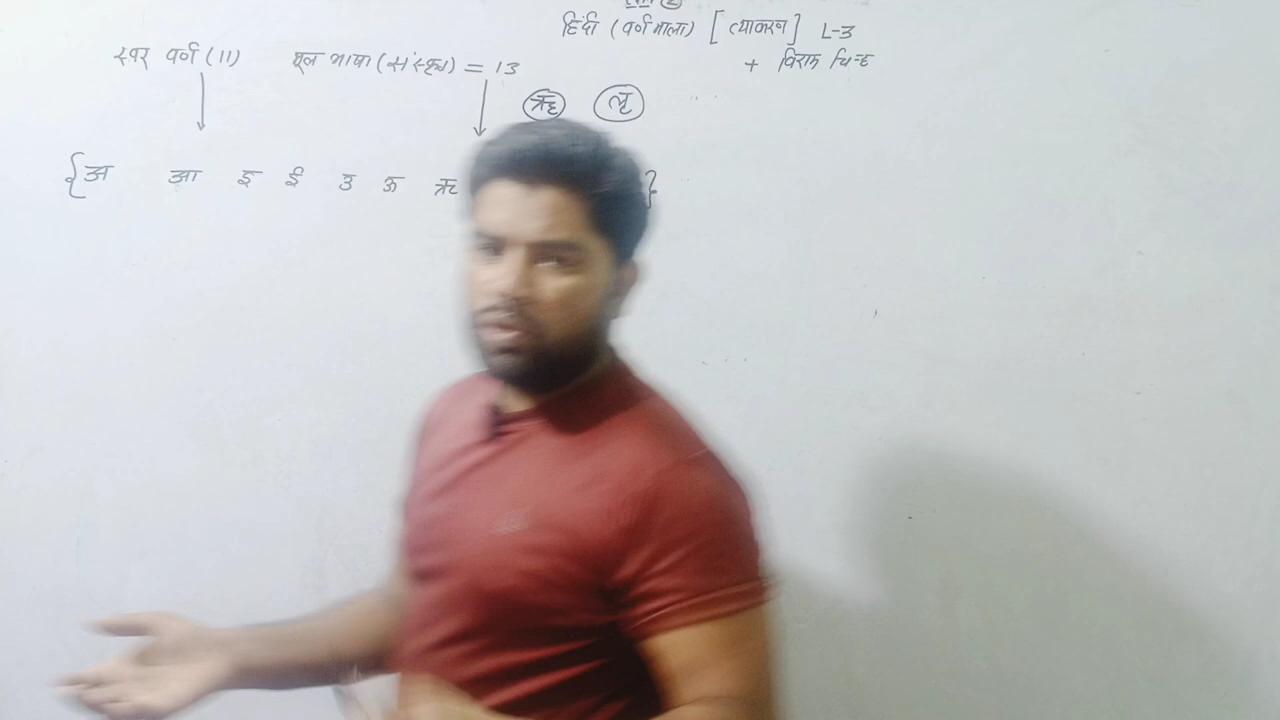 हिंदी (वर्णमाला) [व्याकरण] L-3
+ विराम चिन्ह
स्वर वर्ण (11) मूल भाषा (संस्कृत) = 13
ॠ ऌ
{अ आ इ ई उ ऊ ऋ }